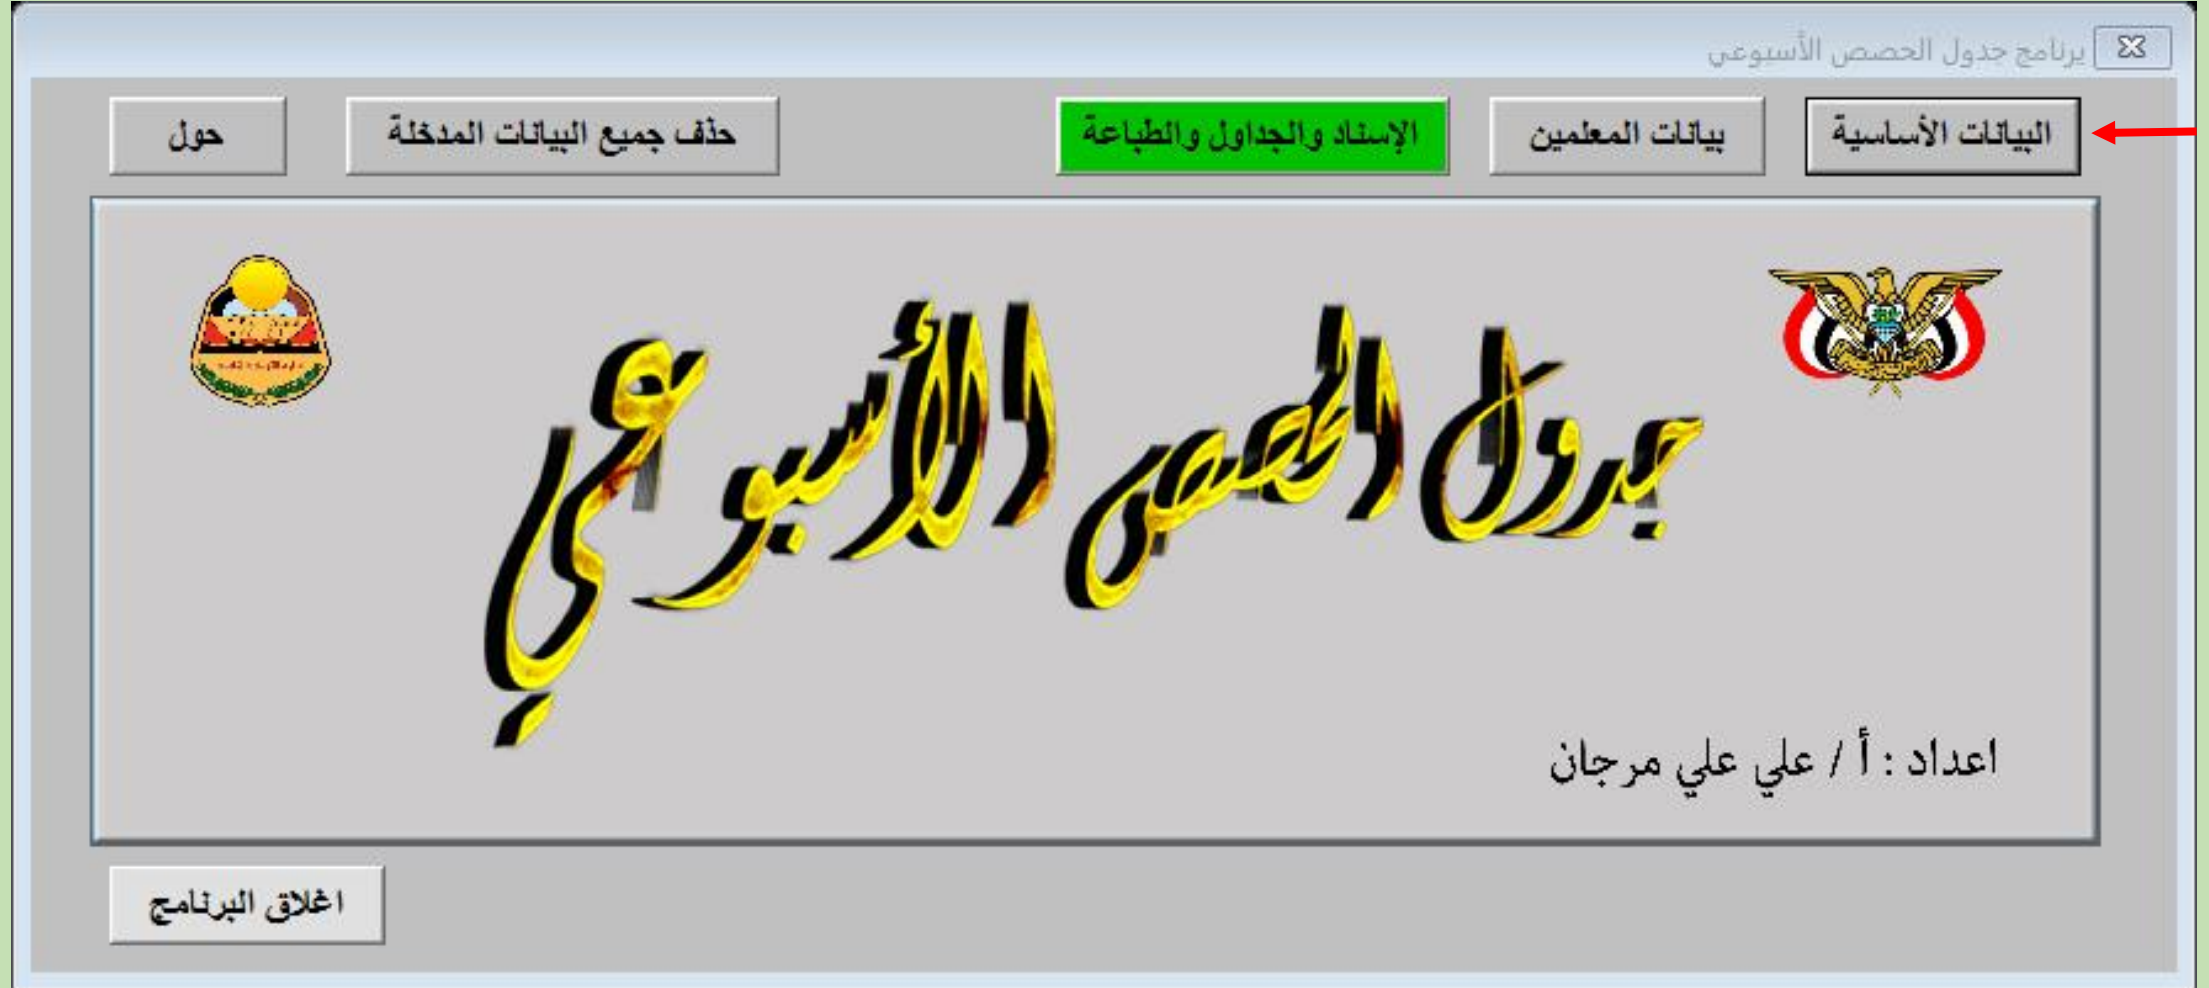 برنامج جدول الحصص الأسبوعي
البيانات الأساسية
بيانات المعلمين
الإسناد والجداول والطباعة
حذف جميع البيانات المدخلة
حول
جدول الحصص الأسبوعي
اعداد : أ / علي علي مرجان
اغلاق البرنامج